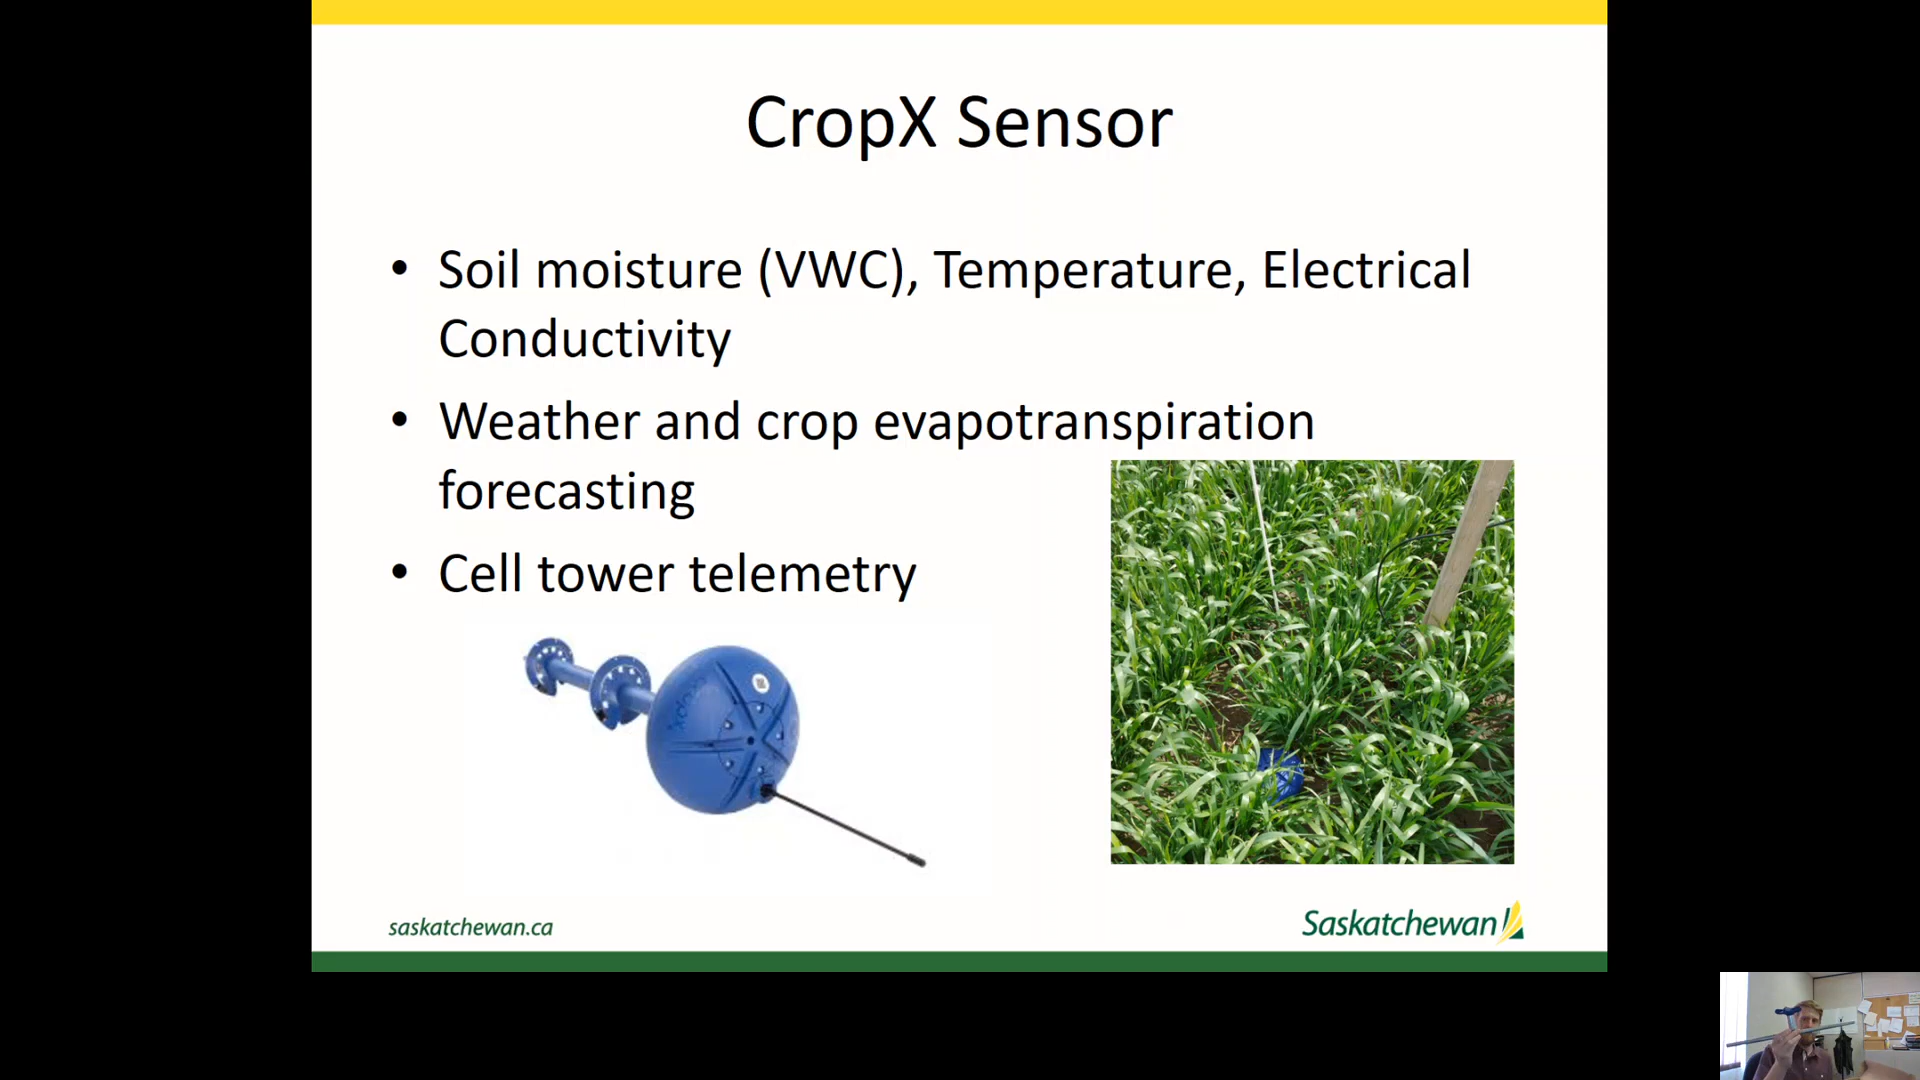 CropX Sensor
• Soil moisture (VWC), Temperature, Electrical
Conductivity
• Weather and crop evapotranspiration
forecasting
• Cell tower telemetry
saskatchewan.ca
Saskatchewan